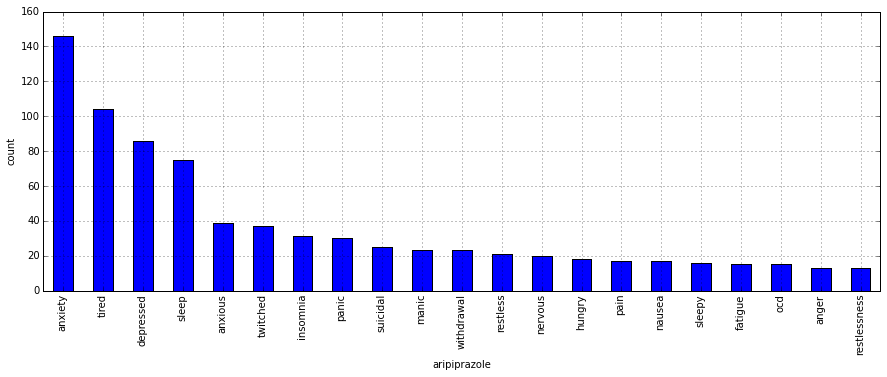 160
140
120
100
80
60
40
20
0
count
anxiety
tired
depressed
sleep
anxious
twitched
insomnia
panic
suicidal
manic
withdrawal
restless
nervous
hungry
pain
nausea
sleepy
fatigue
ocd
anger
restlessness
aripiprazole